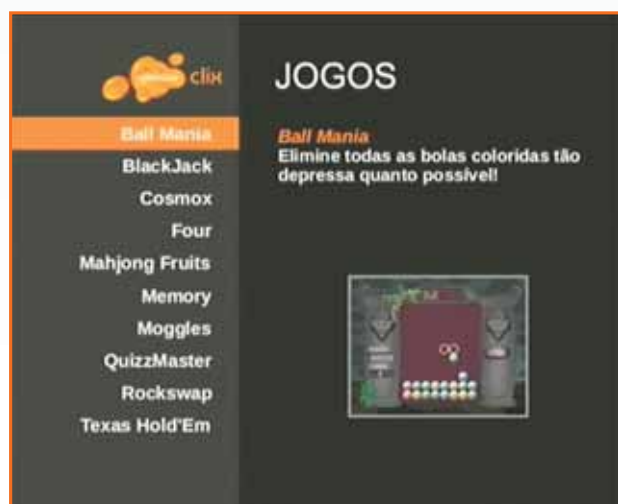 clix
JOGOS
Ball Mania
BlackJack
Cosmox
Four
Mahjong Fruits
Memory
Moggles
QuizzMaster
Rockswap
Texas Hold'Em
Ball Mania
Elimine todas as bolas coloridas tão
depressa quanto possível!